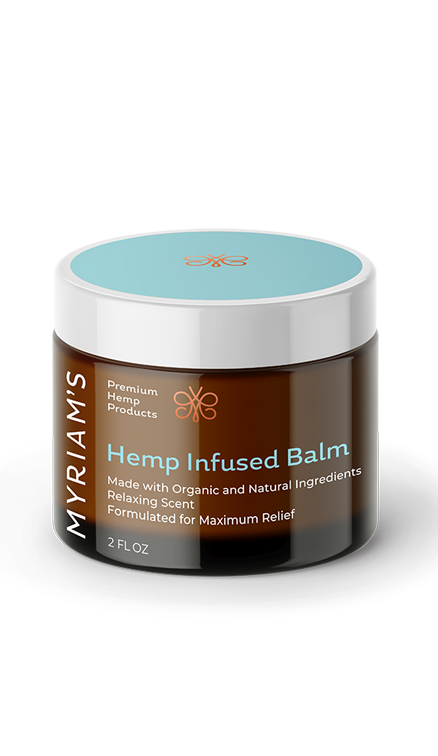 MYRIAM'S
Premium
Hemp
Products
Hemp Infused Balm
Made with Organic and Natural Ingredients
Relaxing Scent
Formulated for Maximum Relief
2 FL OZ